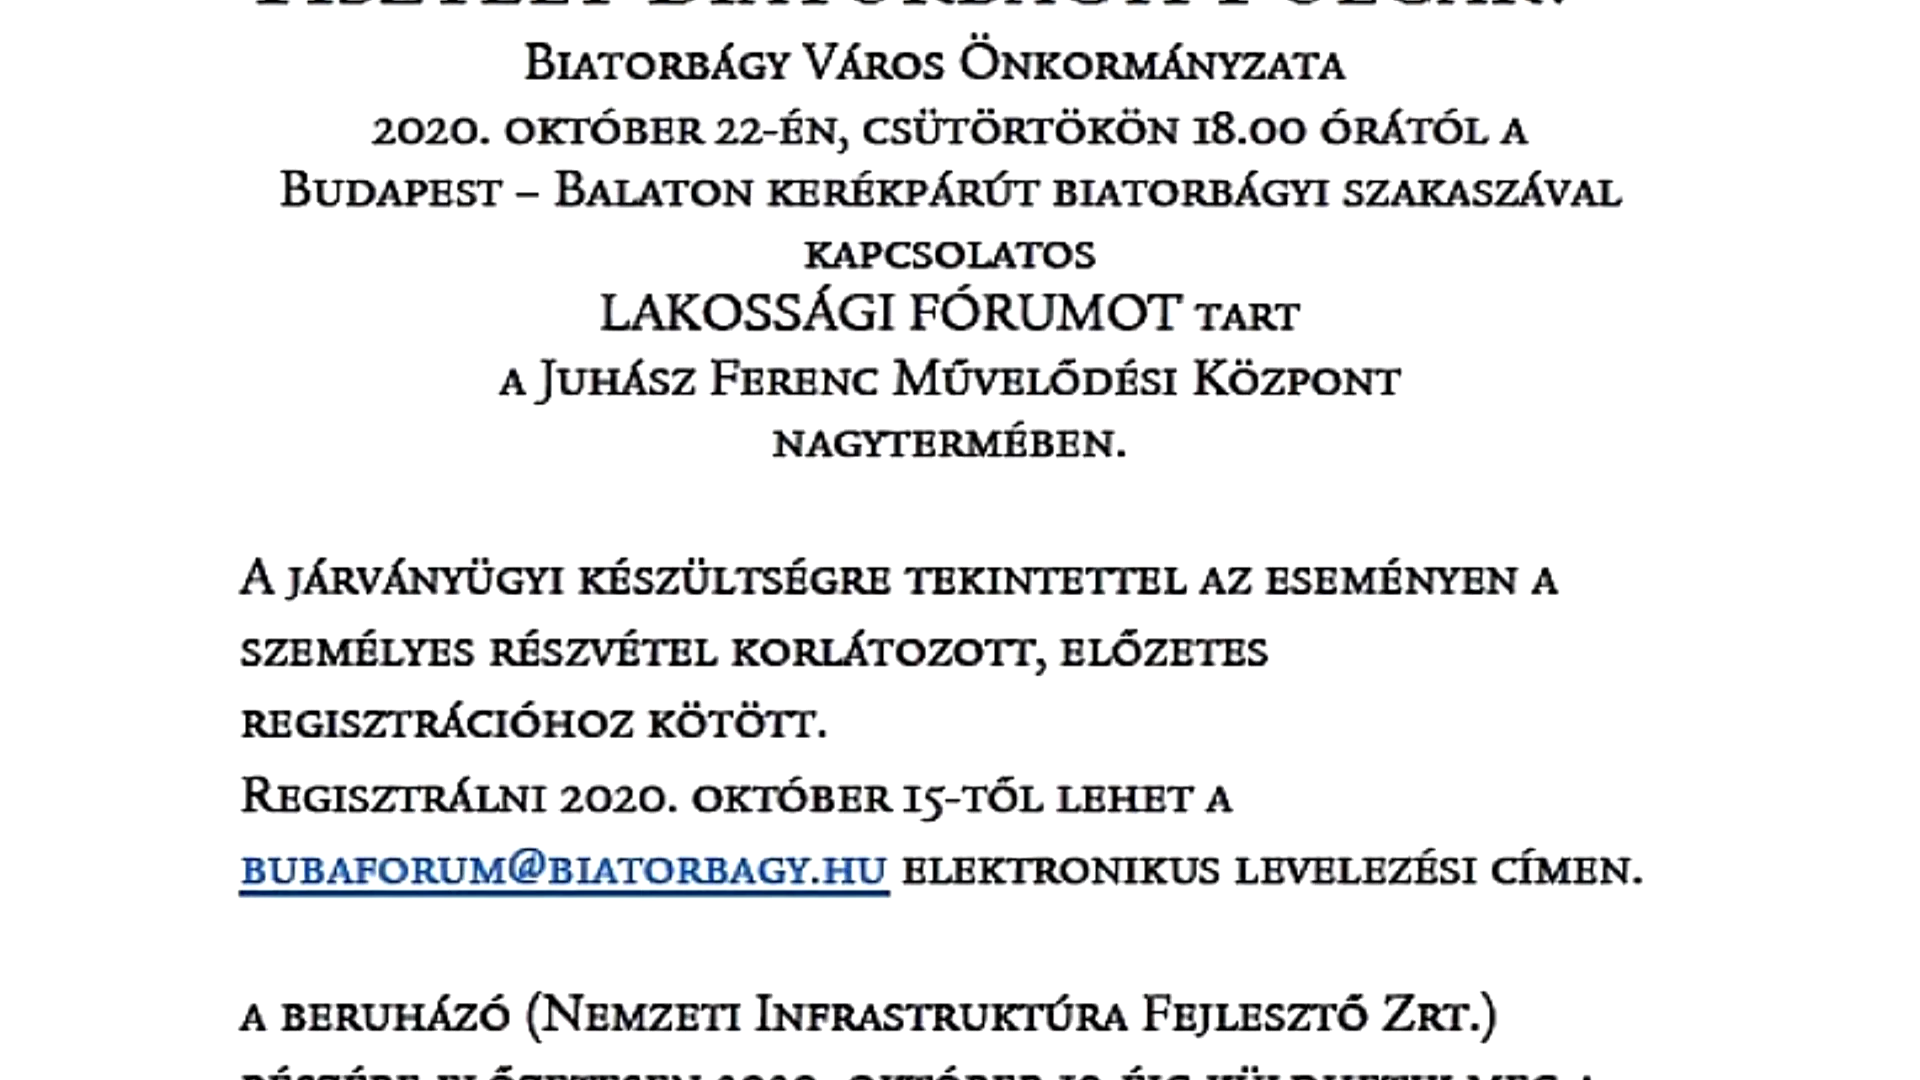 Biatorbágy Város Önkormányzata
2020. október 22-én, csütörtökön 18.00 órától a
Budapest – Balaton kerékpárút biatorbágyi szakaszával
kapcsolatos
LAKOSSÁGI FÓRUMOT tart
a Juhász Ferenc Művelődési Központ
nagytermében.
A járványügyi készültségre tekintettel az eseményen a
személyes részvétel korlátozott, előzetes
regisztrációhoz kötött.
Regisztrálni 2020. október 15-től lehet a
bubaforum@biatorbagy.hu elektronikus levelezési címen.
a beruházó (Nemzeti Infrastruktúra Fejlesztő Zrt.)